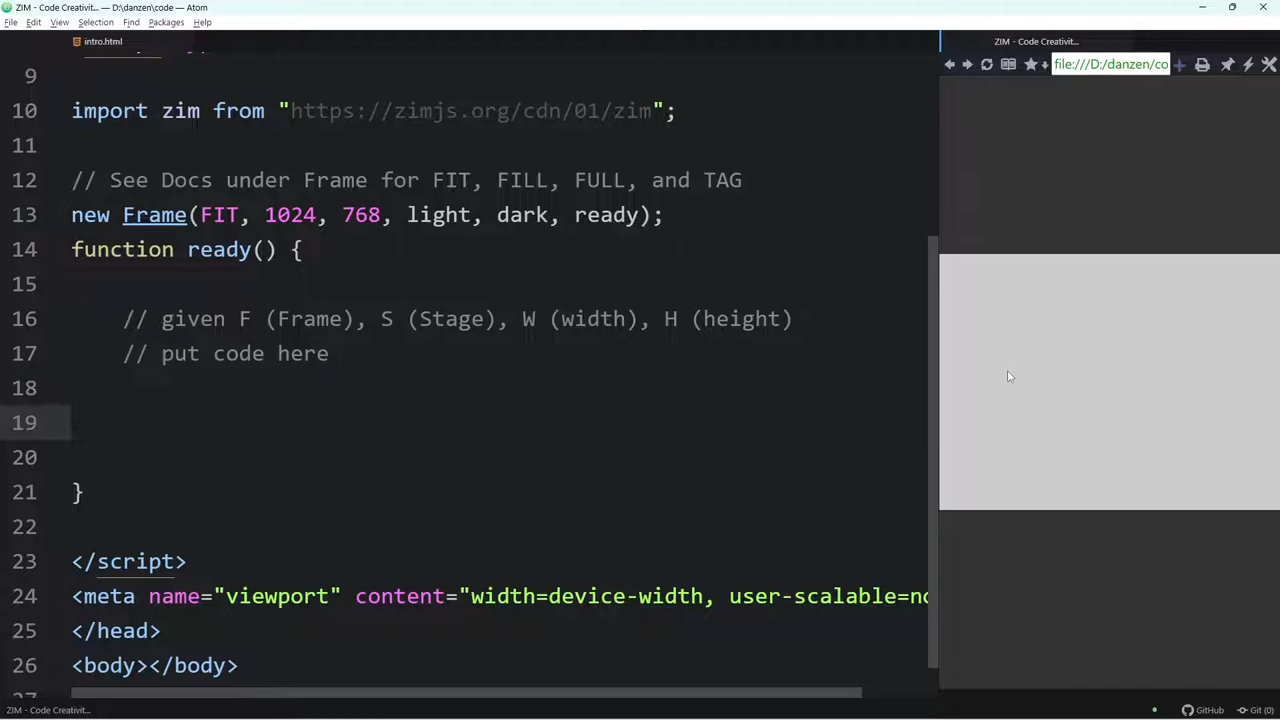 ZIM - Code Creativit... — D:\danzen\code — Atom
File Edit View Selection Find Packages Help
intro.html
ZIM - Code Creativit...
file:///D:/danzen/co
9
10 import zim from "https://zimjs.org/cdn/01/zim";
11
12 // See Docs under Frame for FIT, FILL, FULL, and TAG
13 new Frame(FIT, 1024, 768, light, dark, ready);
14 function ready() {
15
16 // given F (Frame), S (Stage), W (width), H (height)
17 // put code here
18
19
20
21 }
22
23 </script>
24 <meta name="viewport" content="width=device-width, user-scalable=no
25 </head>
26 <body></body>
27
ZIM - Code Creativit...
GitHub Git (0)